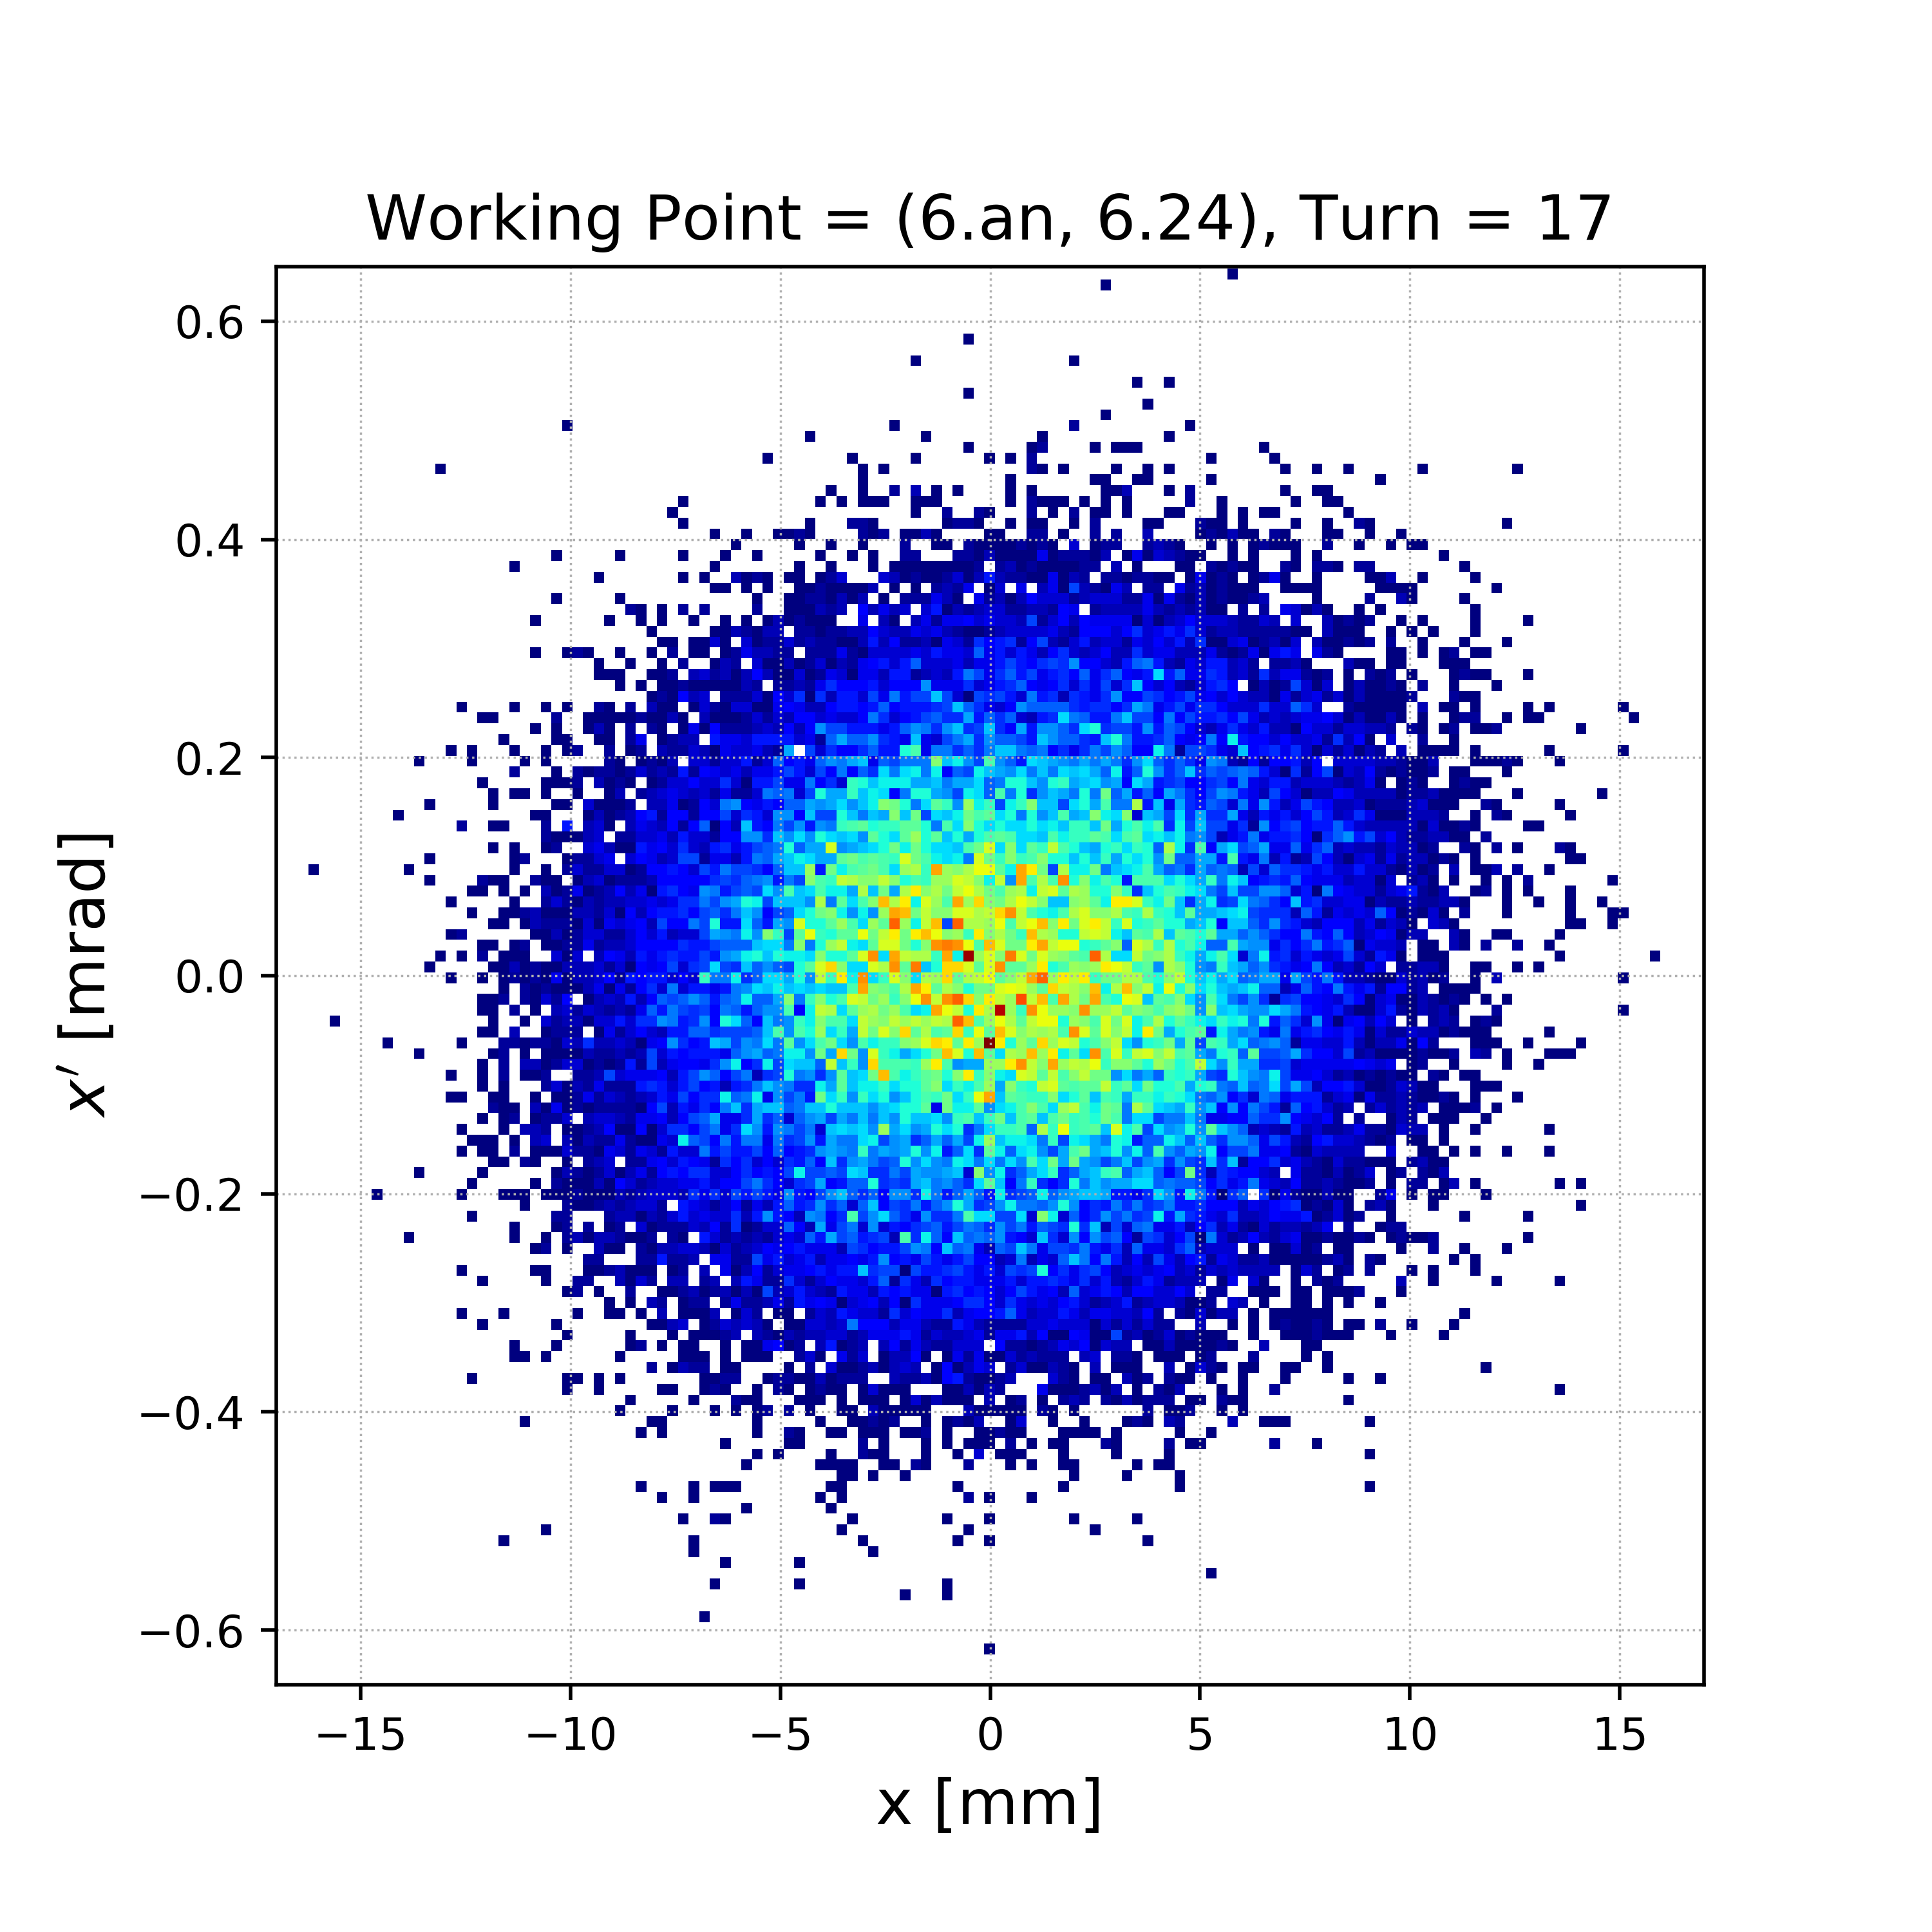 Working Point = (6.an, 6.24), Turn = 17
0.6
0.4
0.2
0.0
−0.2
−0.4
−0.6
x′ [mrad]
−15 −10 −5 0 5 10 15
x [mm]